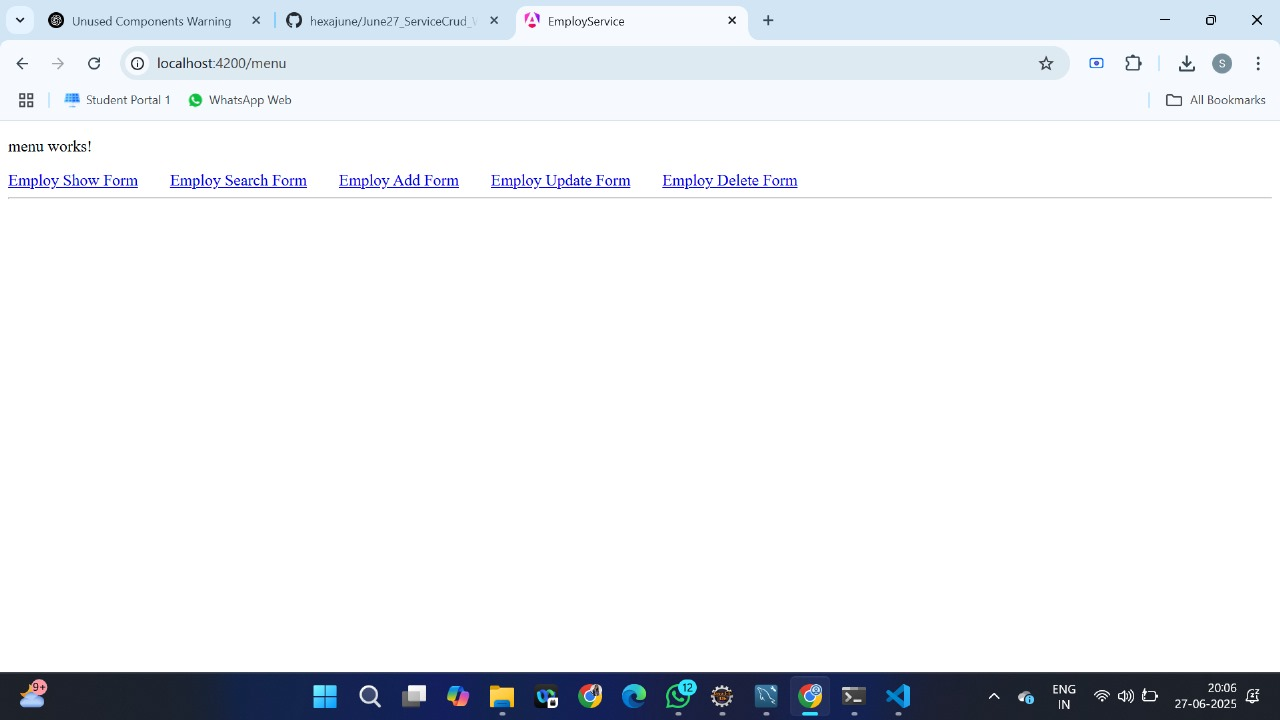 Unused Components Warning
hexajune/June27_ServiceCrud_
EmployService
localhost:4200/menu
S
Student Portal 1
WhatsApp Web
All Bookmarks
menu works!
Employ Show Form Employ Search Form Employ Add Form Employ Update Form Employ Delete Form
9+
12
ENG
IN
20:06
27-06-2025